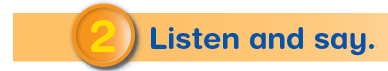 2 Listen and say.